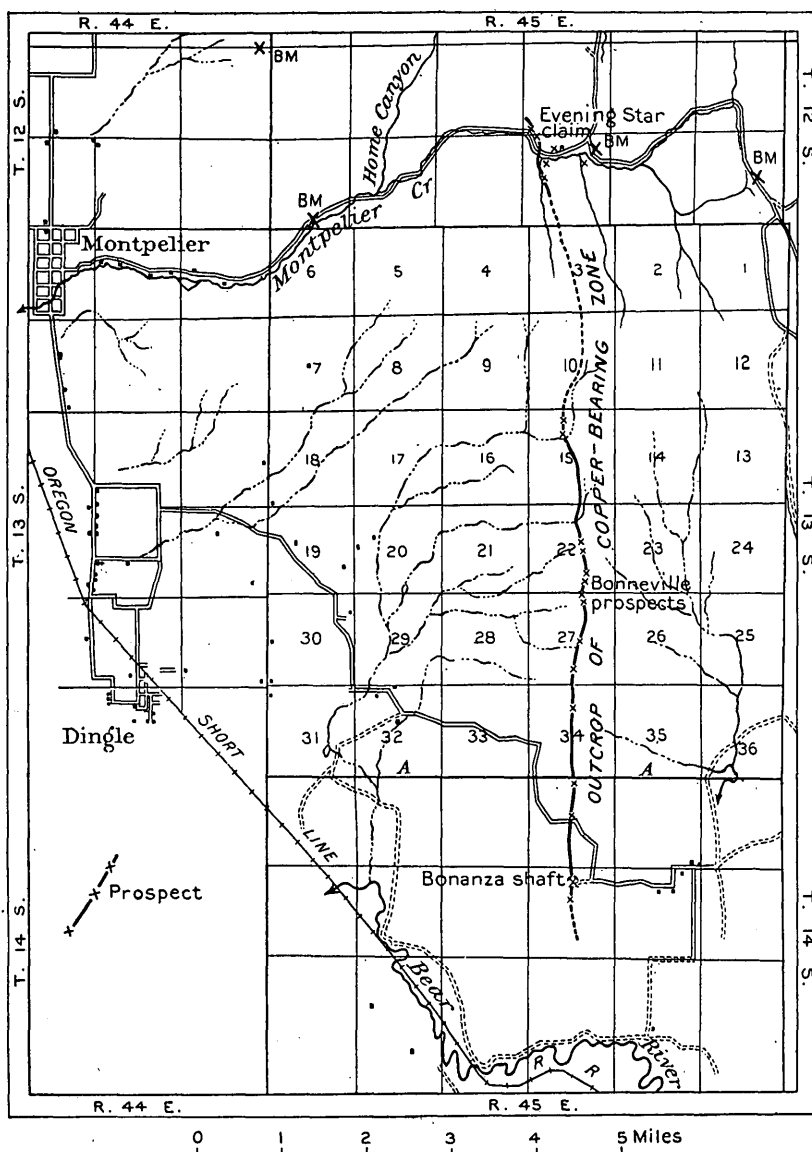 R. 44 E.
R. 45 E.
T. 12 S.
T. 12 S.
BM
Home Canyon
Evening Star
claim
BM
BM
BM
Montpelier Cr
Montpelier
6
5
4
3
2
1
7
8
9
10
11
12
18
17
16
15
14
13
T. 13 S.
T. 13 S.
OREGON
SHORT
LINE
OUTCROP OF COPPER-BEARING ZONE
19
20
21
22
23
24
Bonneville
prospects
30
29
28
27
26
25
Dingle
31
32
33
34
35
36
A
A
Prospect
Bonanza shaft
T. 14 S.
T. 14 S.
Bear
River
R R
R. 44 E.
R. 45 E.
0 1 2 3 4 5 Miles